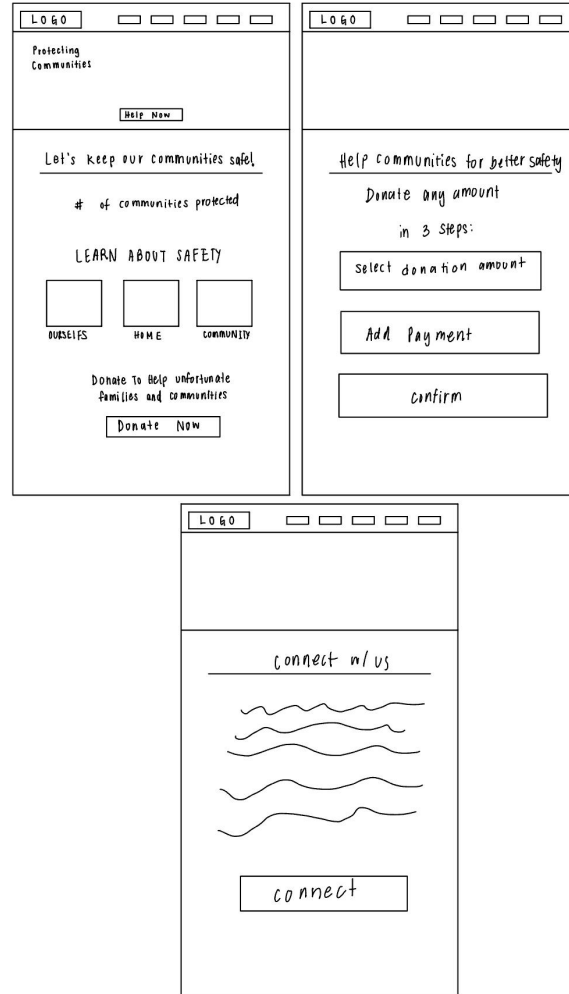 LOGO
Protecting
Communities
Help Now
Let's keep our communities safe!
# of communities protected
LEARN ABOUT SAFETY
OURSELFS HOME COMMUNITY
Donate To Help unfortunate
families and communities
Donate Now
LOGO
Help communities for better safety
Donate any amount
in 3 steps:
Select donation amount
Add Payment
Confirm
LOGO
connect w/ us
connect